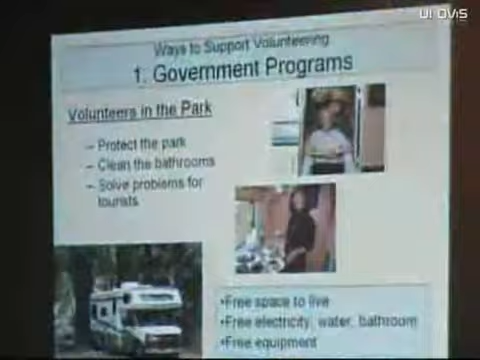 UI OVIS
Ways to Support Volunteering
1. Government Programs
Volunteers in the Park
– Protect the park
– Clean the bathrooms
– Solve problems for
tourists
•Free space to live
•Free electricity, water, bathroom
•Free equipment